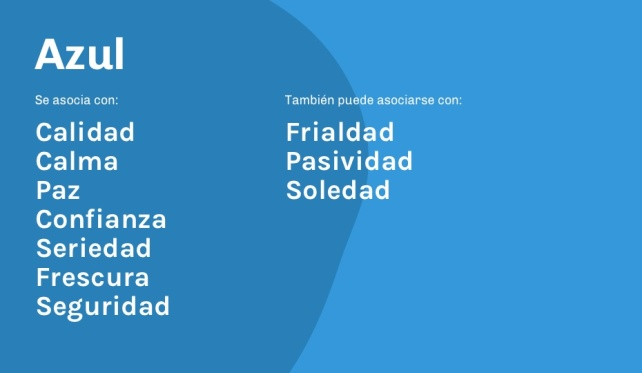 Azul
Se asocia con:
Calidad
Calma
Paz
Confianza
Seriedad
Frescura
Seguridad
También puede asociarse con:
Frialdad
Pasividad
Soledad